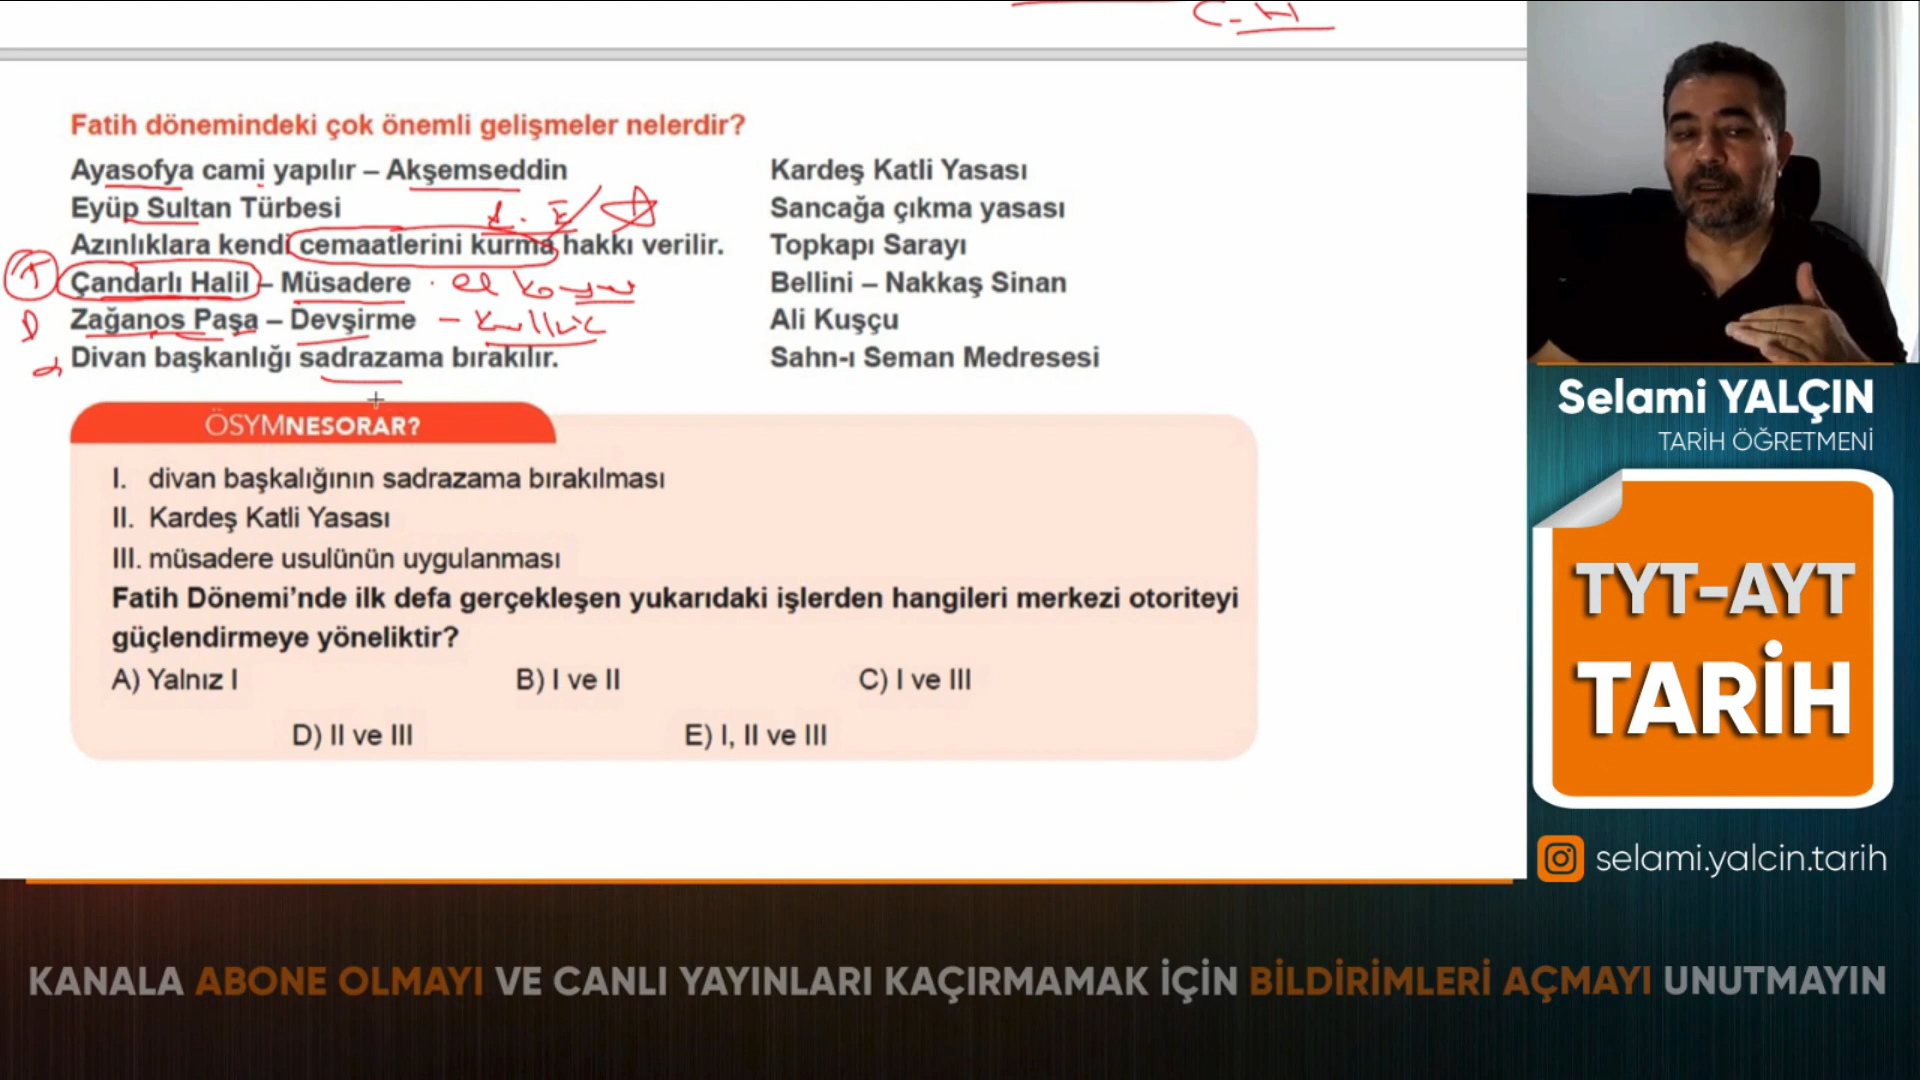 C-H
Fatih dönemindeki çok önemli gelişmeler nelerdir?
Ayasofya cami yapılır – Akşemseddin
Eyüp Sultan Türbesi
Azınlıklara kendi cemaatlerini kurma hakkı verilir.
Çandarlı Halil – Müsadere
Zağanos Paşa – Devşirme
Divan başkanlığı sadrazama bırakılır.
Kardeş Katli Yasası
Sancağa çıkma yasası
Topkapı Sarayı
Bellini – Nakkaş Sinan
Ali Kuşçu
Sahn-ı Seman Medresesi
ÖSYMNESORAR?
I. divan başkalığının sadrazama bırakılması
II. Kardeş Katli Yasası
III. müsadere usulünün uygulanması
Fatih Dönemi’nde ilk defa gerçekleşen yukarıdaki işlerden hangileri merkezi otoriteyi
güçlendirmeye yöneliktir?
A) Yalnız I B) I ve II C) I ve III
D) II ve III E) I, II ve III
Selami YALÇIN
TARİH ÖĞRETMENİ
TYT-AYT
TARİH
selami.yalcin.tarih
KANALA ABONE OLMAYI VE CANLI YAYINLARI KAÇIRMAMAK İÇİN BİLDİRİMLERİ AÇMAYI UNUTMAYIN